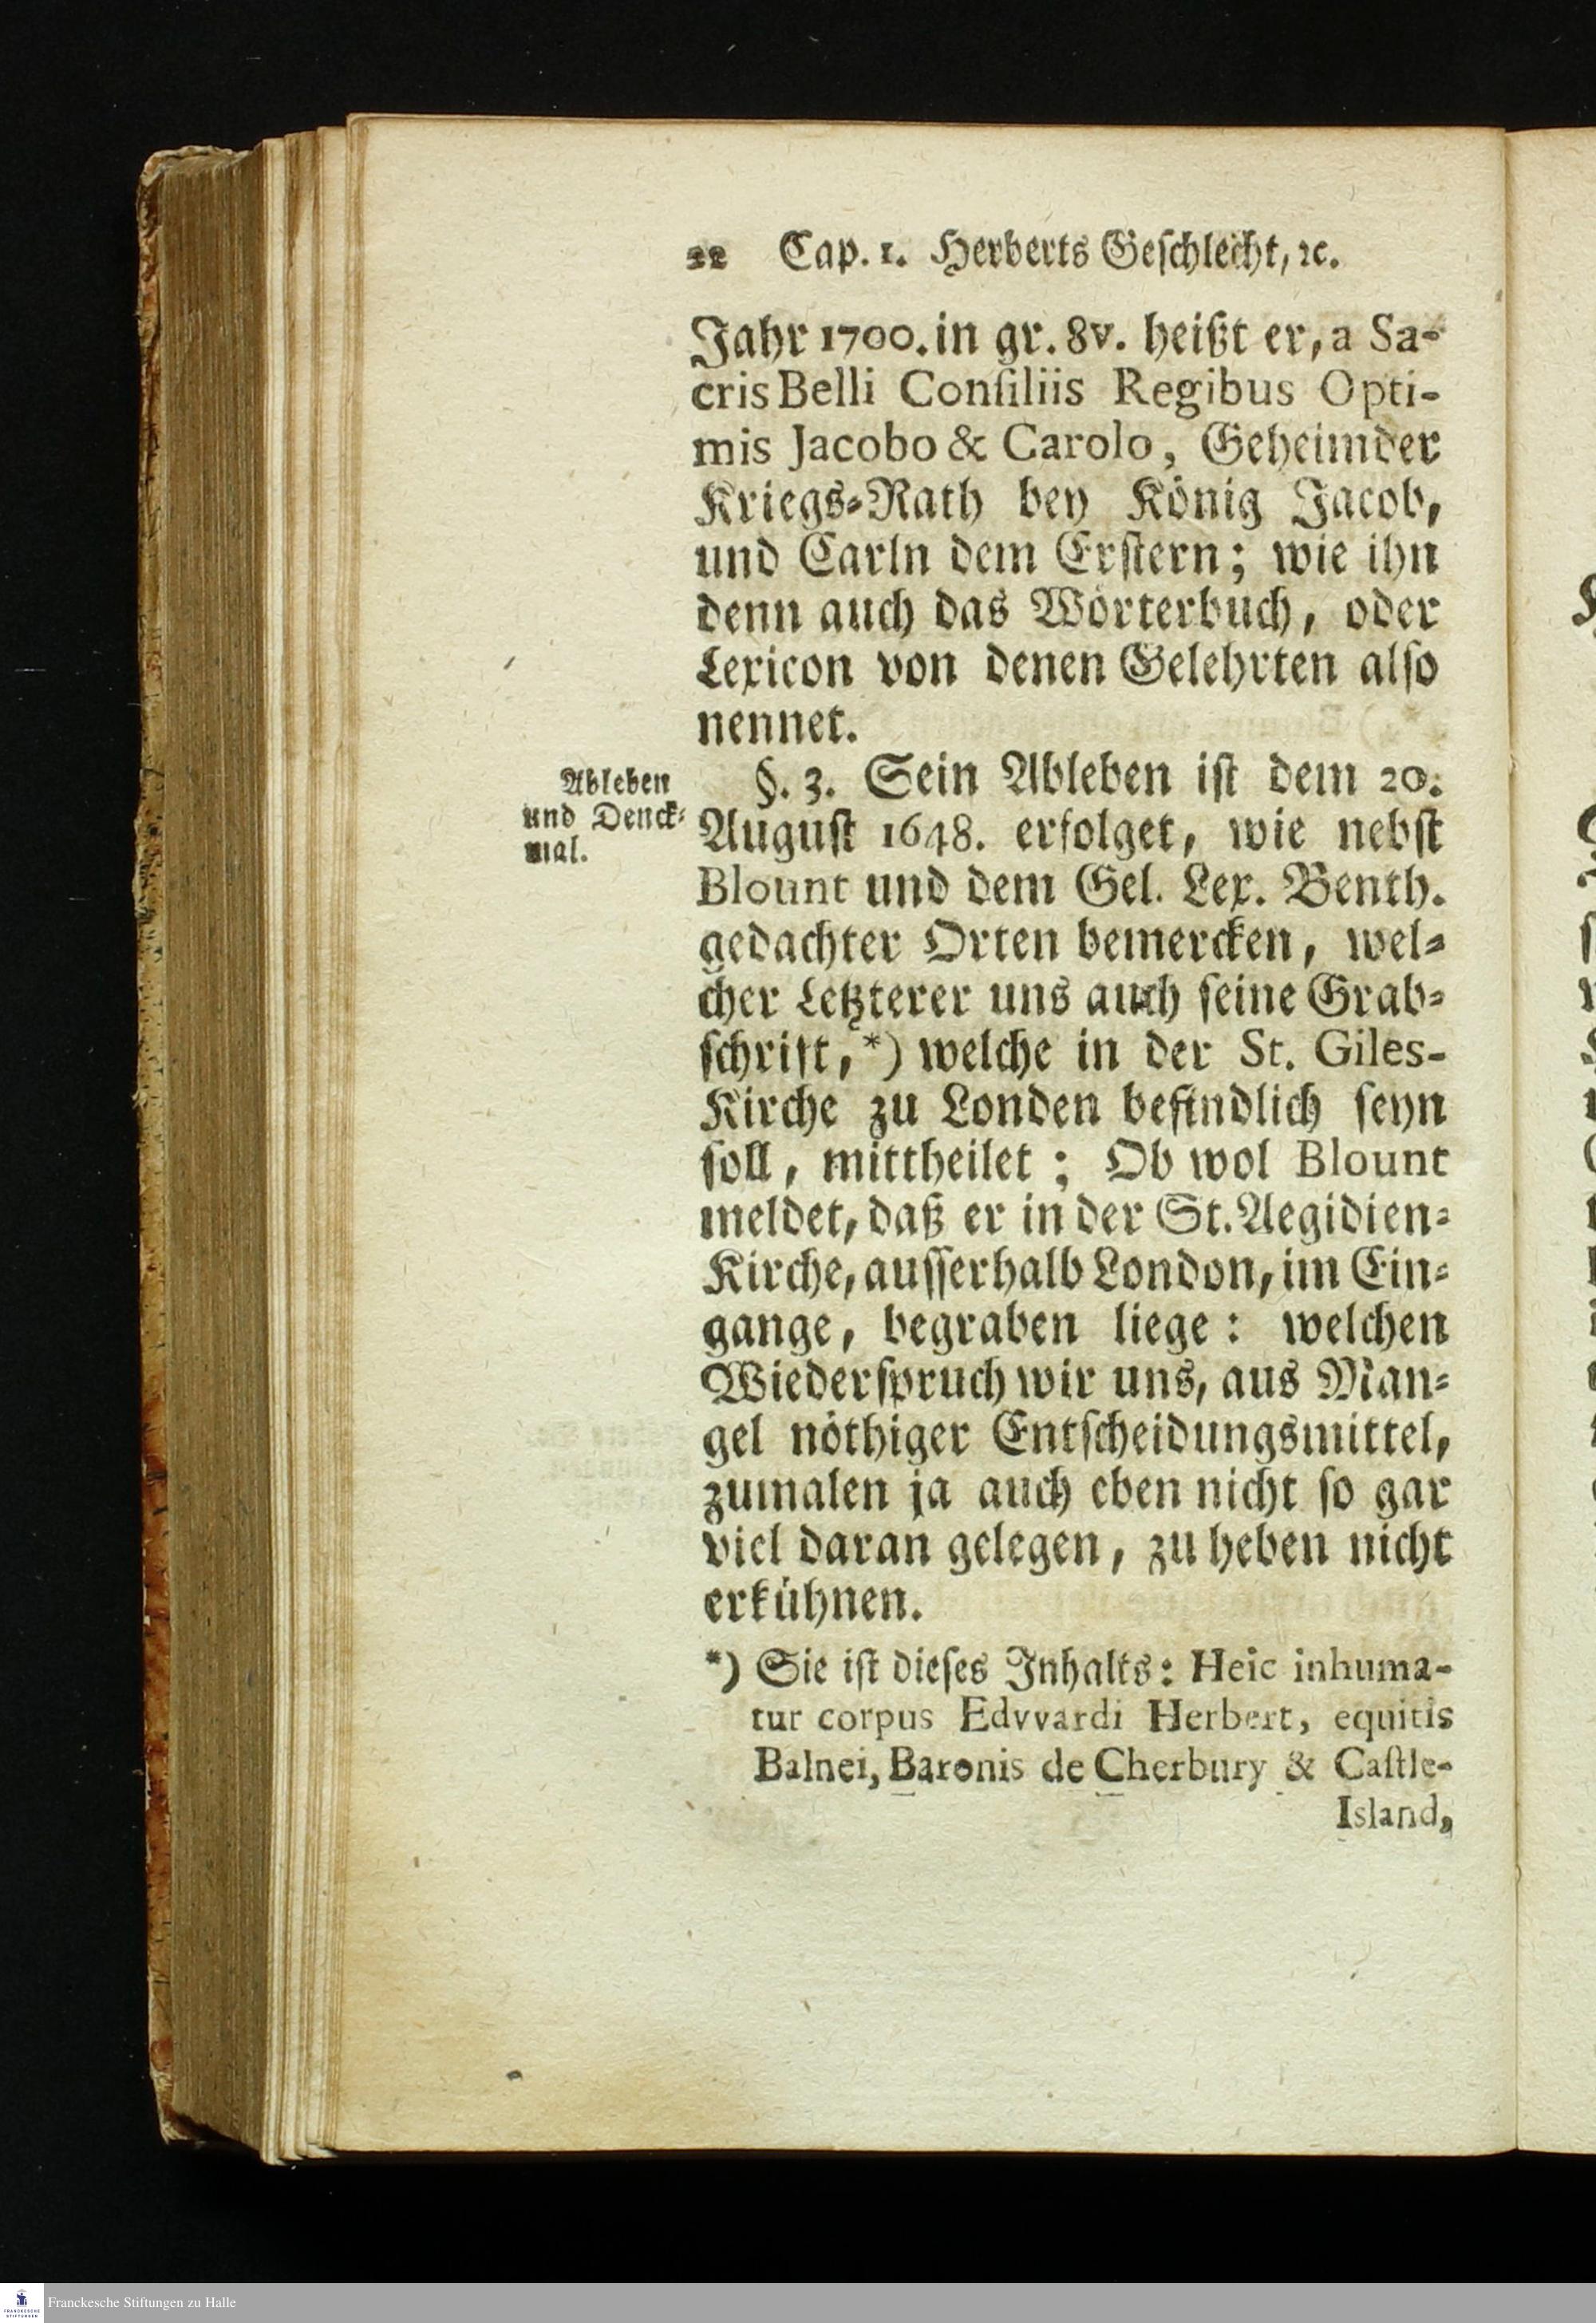 22 Cap. 1. Herberts Geſchlecht, ꝛc.
Jahr 1700. in gr. 8v. heißt er, a Sa-
cris Belli Conſiliis Regibus Opti-
mis Jacobo & Carolo, Geheimder
Kriegs-Rath bey König Jacob,
und Carln dem Erſtern; wie ihn
denn auch das Wörterbuch, oder
Lexicon von denen Gelehrten alſo
nennet.
Ableben
und Denck-
mal.
§. 3. Sein Ableben iſt dem 20.
Auguſt 1648. erfolget, wie nebſt
Blount und dem Gel. Lex. Benth.
gedachter Orten bemercken, wel-
cher Letzterer uns auch ſeine Grab-
ſchrift,*) welche in der St. Giles-
Kirche zu Londen befindlich ſeyn
ſoll, mittheilet; Ob wol Blount
meldet, daß er in der St. Aegidien-
Kirche, auſſerhalb London, im Ein-
gange, begraben liege: welchen
Wiederſpruch wir uns, aus Man-
gel nöthiger Entſcheidungsmittel,
zumalen ja auch eben nicht ſo gar
viel daran gelegen, zu heben nicht
erkühnen.
*) Sie iſt dieſes Inhalts: Heic inhuma-
tur corpus Edvvardi Herbert, equitis
Balnei, Baronis de Cherbury & Caſtle-
Island,
Franckesche Stiftungen zu Halle